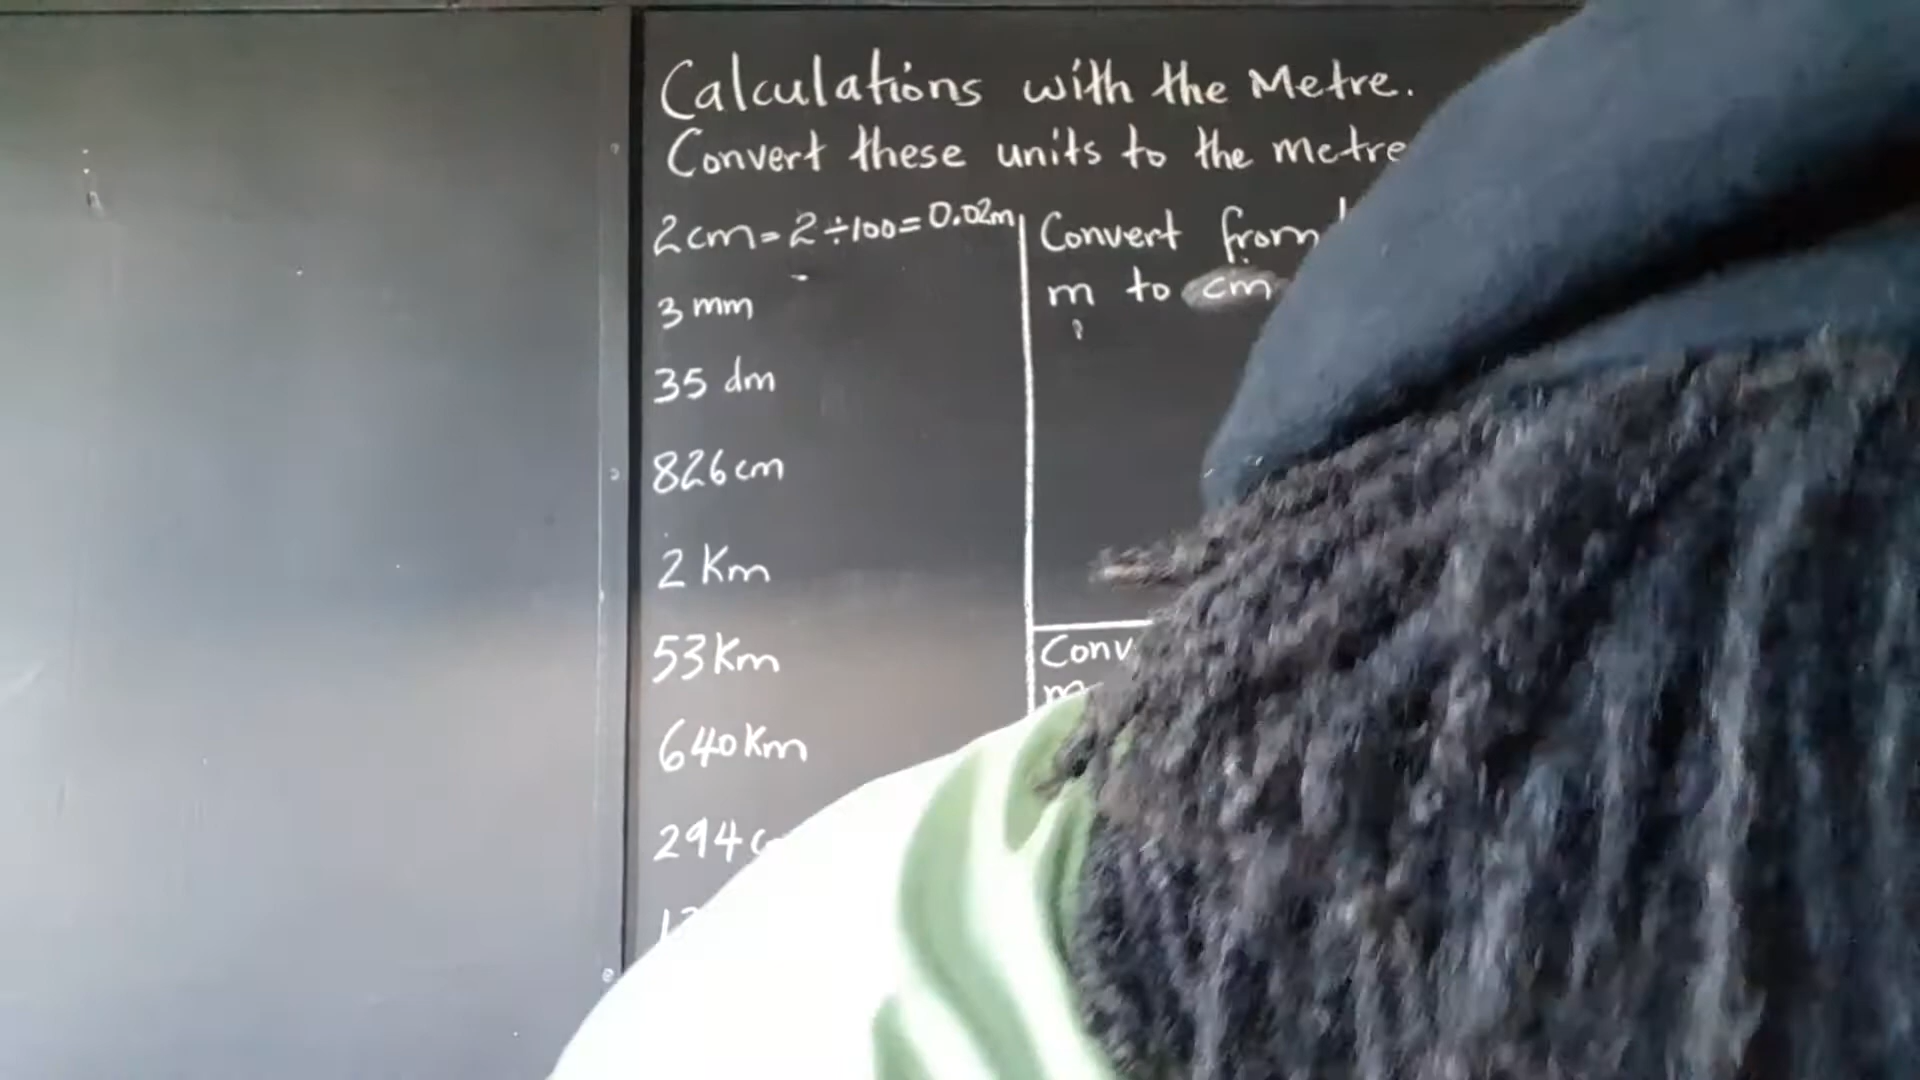 Calculations with the Metre.
Convert these units to the metre
2cm = 2÷100 = 0.02m
3 mm
35 dm
826cm
2 Km
53Km
640Km
294
Convert from
m to cm